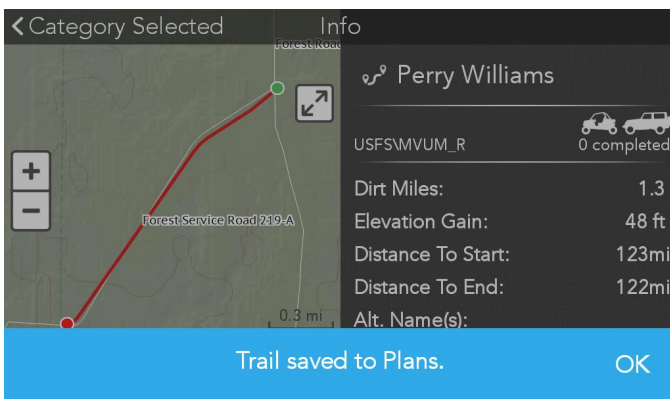 Category Selected
Info
Forest Road
Perry Williams
USFS\MVUM_R
0 completed
+
−
Forest Service Road 219-A
0.3 mi
Dirt Miles: 1.3
Elevation Gain: 48 ft
Distance To Start: 123mi
Distance To End: 122mi
Alt. Name(s):
Trail saved to Plans.
OK